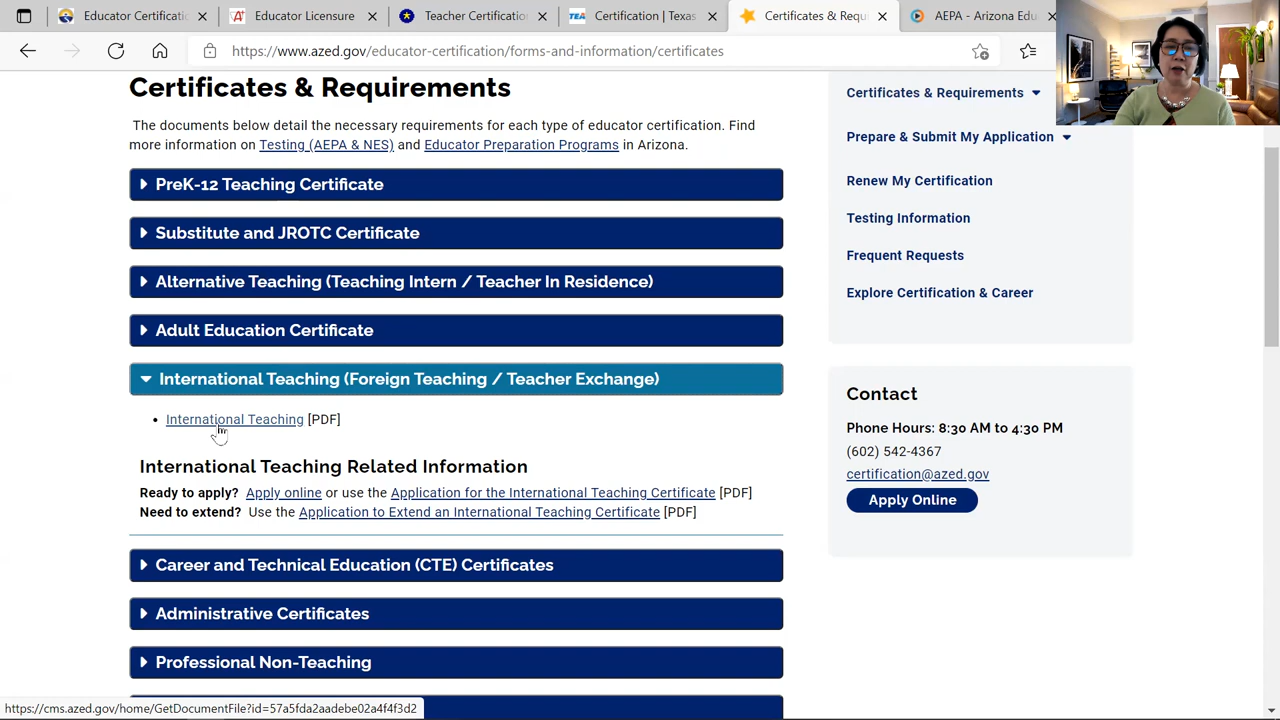 Educator Certificati
Educator Licensure
Teacher Certification
TEA
Certification | Texas
Certificates & Requ
AEPA - Arizona Edu
https://www.azed.gov/educator-certification/forms-and-information/certificates
Certificates & Requirements
The documents below detail the necessary requirements for each type of educator certification. Find
more information on Testing (AEPA & NES) and Educator Preparation Programs in Arizona.
PreK-12 Teaching Certificate
Substitute and JROTC Certificate
Alternative Teaching (Teaching Intern / Teacher In Residence)
Adult Education Certificate
International Teaching (Foreign Teaching / Teacher Exchange)
• International Teaching [PDF]
International Teaching Related Information
Ready to apply? Apply online or use the Application for the International Teaching Certificate [PDF]
Need to extend? Use the Application to Extend an International Teaching Certificate [PDF]
Career and Technical Education (CTE) Certificates
Administrative Certificates
Professional Non-Teaching
Certificates & Requirements
Prepare & Submit My Application
Renew My Certification
Testing Information
Frequent Requests
Explore Certification & Career
Contact
Phone Hours: 8:30 AM to 4:30 PM
(602) 542-4367
certification@azed.gov
Apply Online
https://cms.azed.gov/home/GetDocumentFile?id=57a5fda2aadebe02a4f4f3d2